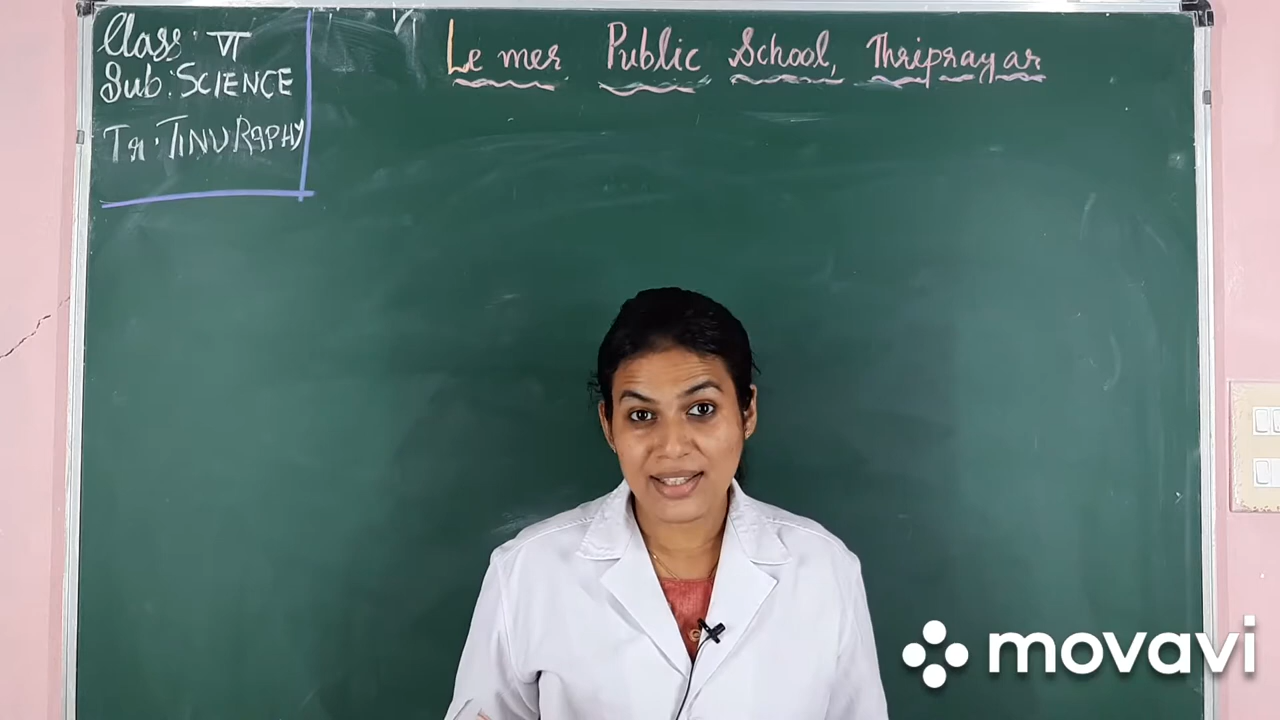 Class: VI
Sub: SCIENCE
Tr: TINU RAPHY
Le mer Public School, Thriprayar
movavi